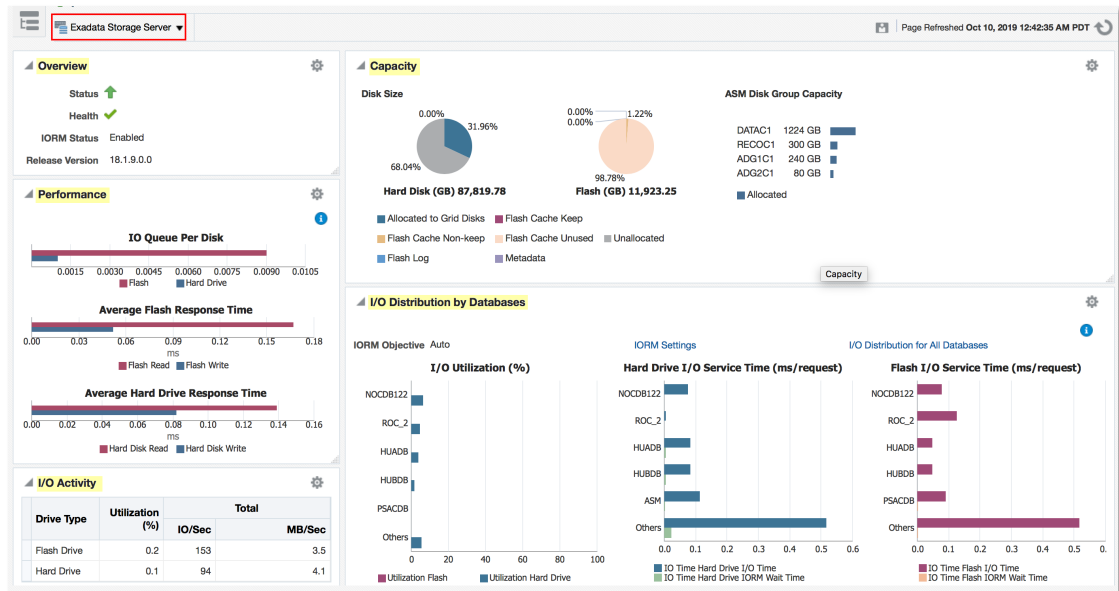 Exadata Storage Server
Page Refreshed Oct 10, 2019 12:42:35 AM PDT
Overview
Status
Health
IORM Status Enabled
Release Version 18.1.9.0.0
Performance
IO Queue Per Disk
0.0015 0.0030 0.0045 0.0060 0.0075 0.0090 0.0105
Flash Hard Drive
Average Flash Response Time
0.00 0.03 0.06 0.09 0.12 0.15 0.18
ms
Flash Read Flash Write
Average Hard Drive Response Time
0.00 0.02 0.04 0.06 0.08 0.10 0.12 0.14 0.16
ms
Hard Disk Read Hard Disk Write
I/O Activity
Drive Type Utilization (%) Total
IO/Sec MB/Sec
Flash Drive 0.2 153 3.5
Hard Drive 0.1 94 4.1
Capacity
Disk Size
0.00%
31.96%
68.04%
Hard Disk (GB) 87,819.78
0.00%
0.00%
1.22%
98.78%
Flash (GB) 11,923.25
Allocated to Grid Disks Flash Cache Keep
Flash Cache Non-keep Flash Cache Unused Unallocated
Flash Log Metadata
ASM Disk Group Capacity
DATAC1 1224 GB
RECOC1 300 GB
ADG1C1 240 GB
ADG2C1 80 GB
Allocated
Capacity
I/O Distribution by Databases
IORM Objective Auto
IORM Settings
I/O Distribution for All Databases
I/O Utilization (%)
NOCDB122
ROC_2
HUADB
HUBDB
PSACDB
Others
0 20 40 60 80 100
Utilization Flash Utilization Hard Drive
Hard Drive I/O Service Time (ms/request)
NOCDB122
ROC_2
HUADB
HUBDB
ASM
Others
0.0 0.1 0.2 0.3 0.4 0.5 0.6
IO Time Hard Drive I/O Time
IO Time Hard Drive IORM Wait Time
Flash I/O Service Time (ms/request)
NOCDB122
ROC_2
HUADB
HUBDB
PSACDB
Others
0.0 0.1 0.2 0.3 0.4 0.5 0.
IO Time Flash I/O Time
IO Time Flash IORM Wait Time